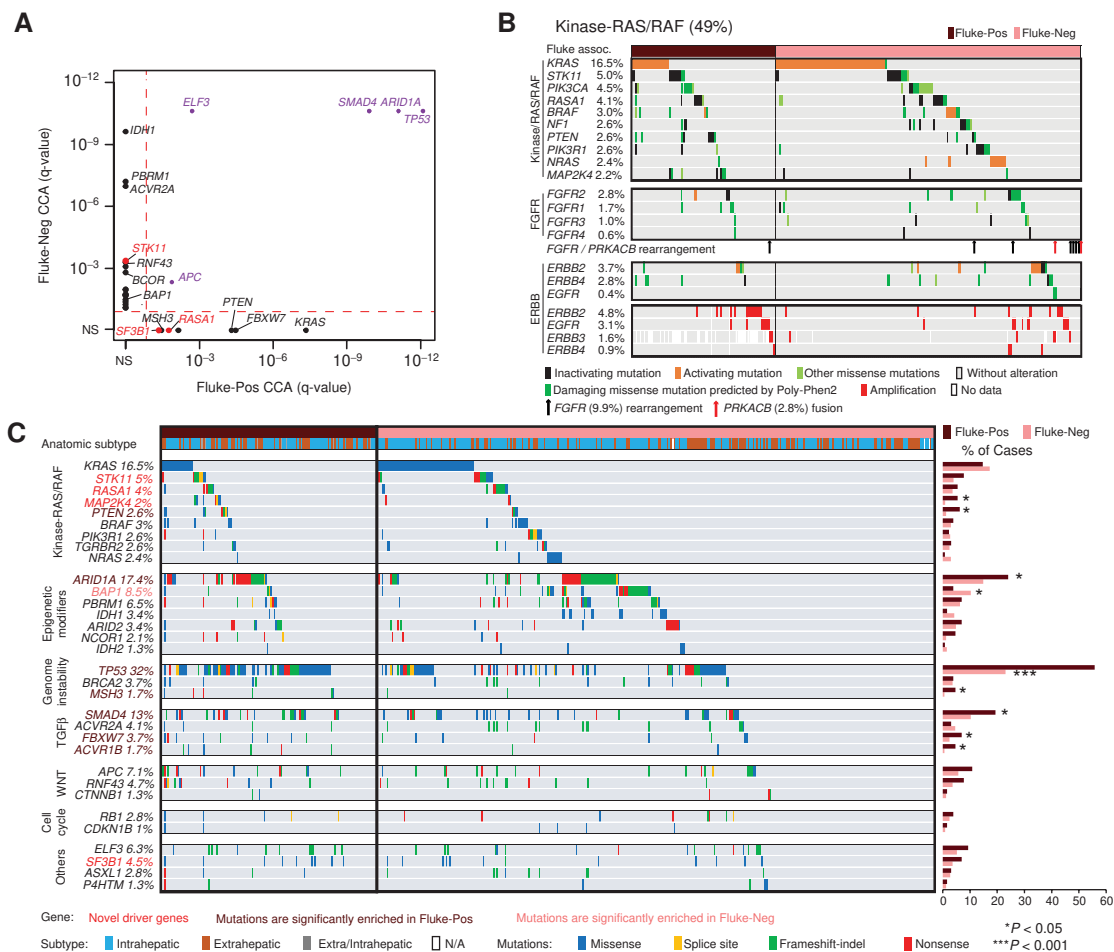 A
10−12
10−9
10−6
10−3
NS
Fluke-Neg CCA (q-value)
ELF3
SMAD4 ARID1A
TP53
IDH1
PBRM1
ACVR2A
STK11
RNF43
BCOR
APC
BAP1
MSH3
RASA1
SF3B1
PTEN
FBXW7
KRAS
NS
10−3
10−6
10−9
10−12
Fluke-Pos CCA (q-value)
B
Kinase-RAS/RAF (49%)
Fluke-Pos
Fluke-Neg
Fluke assoc.
Kinase/RAS/RAF
KRAS 16.5%
STK11 5.0%
PIK3CA 4.5%
RASA1 4.1%
BRAF 3.0%
NF1 2.6%
PTEN 2.6%
PIK3R1 2.6%
NRAS 2.4%
MAP2K4 2.2%
FGFR
FGFR2 2.8%
FGFR1 1.7%
FGFR3 1.0%
FGFR4 0.6%
FGFR / PRKACB rearrangement
ERBB
ERBB2 3.7%
ERBB4 2.8%
EGFR 0.4%
ERBB2 4.8%
EGFR 3.1%
ERBB3 1.6%
ERBB4 0.9%
Inactivating mutation
Activating mutation
Other missense mutations
Without alteration
Damaging missense mutation predicted by Poly-Phen2
Amplification
No data
FGFR (9.9%) rearrangement
PRKACB (2.8%) fusion
C
Anatomic subtype
Fluke-Pos
Fluke-Neg
% of Cases
Kinase-RAS/RAF
KRAS 16.5%
STK11 5%
RASA1 4%
MAP2K4 2%
*
PTEN 2.6%
*
BRAF 3%
PIK3R1 2.6%
TGRBR2 2.6%
NRAS 2.4%
Epigenetic modifiers
ARID1A 17.4%
*
BAP1 8.5%
*
PBRM1 6.5%
IDH1 3.4%
ARID2 3.4%
NCOR1 2.1%
IDH2 1.3%
Genome instability
TP53 32%
***
BRCA2 3.7%
MSH3 1.7%
*
TGFβ
SMAD4 13%
*
ACVR2A 4.1%
FBXW7 3.7%
*
ACVR1B 1.7%
*
WNT
APC 7.1%
RNF43 4.7%
CTNNB1 1.3%
Cell cycle
RB1 2.8%
CDKN1B 1%
Others
ELF3 6.3%
SF3B1 4.5%
ASXL1 2.8%
P4HTM 1.3%
0 10 20 30 40 50 60
Gene: Novel driver genes
Mutations are significantly enriched in Fluke-Pos
Mutations are significantly enriched in Fluke-Neg
*P < 0.05
***P < 0.001
Subtype: Intrahepatic Extrahepatic Extra/Intrahepatic N/A
Mutations: Missense Splice site Frameshift-indel Nonsense